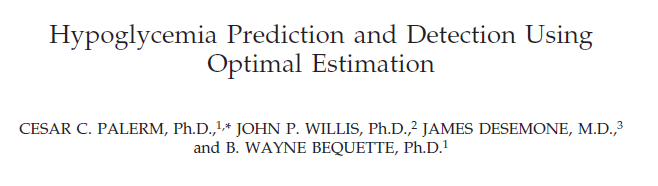 Hypoglycemia Prediction and Detection Using
Optimal Estimation
CESAR C. PALERM, Ph.D.,1,* JOHN P. WILLIS, Ph.D.,2 JAMES DESEMONE, M.D.,3
and B. WAYNE BEQUETTE, Ph.D.1